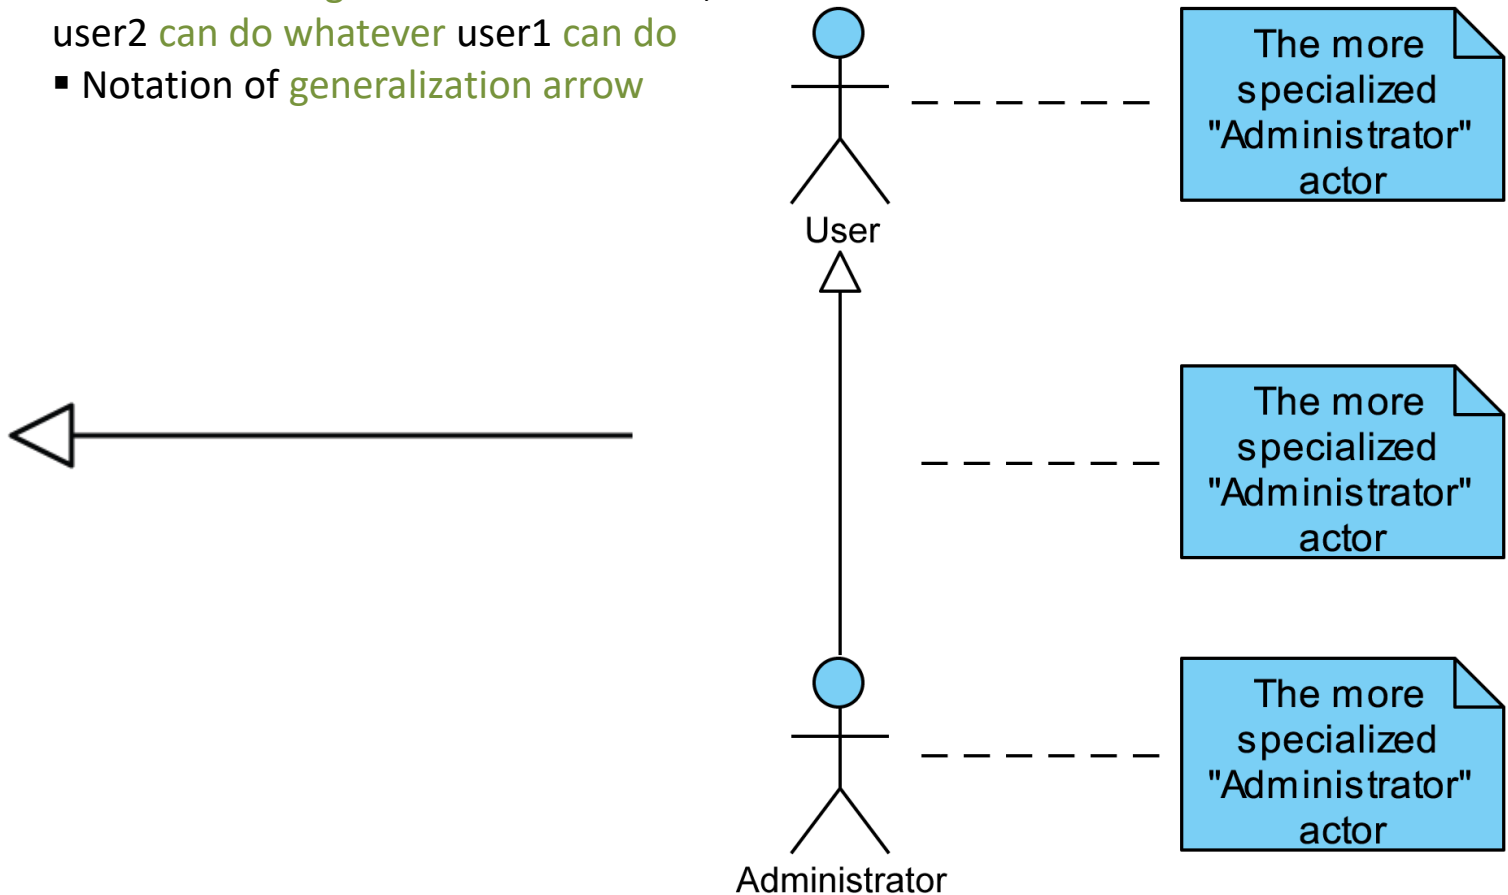 user2 can do whatever user1 can do
▪ Notation of generalization arrow
The more
specialized
"Administrator"
actor
User
The more
specialized
"Administrator"
actor
The more
specialized
"Administrator"
actor
Administrator